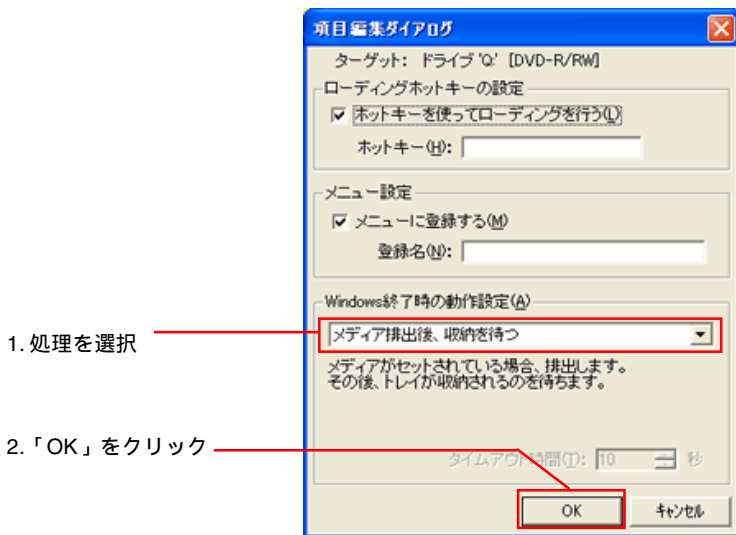 項目編集ダイアログ
ターゲット: ドライブ 'Q' [DVD-R/RW]
ローディングホットキーの設定
ホットキーを使ってローディングを行う(L)
ホットキー(H):
メニュー設定
メニューに登録する(M)
登録名(N):
Windows終了時の動作設定(A)
1. 処理を選択
メディア排出後、収納を待つ
メディアがセットされている場合、排出します。
その後、トレイが収納されるのを待ちます。
2.「OK」をクリック
タイムアウト時間(T): 10 秒
OK キャンセル